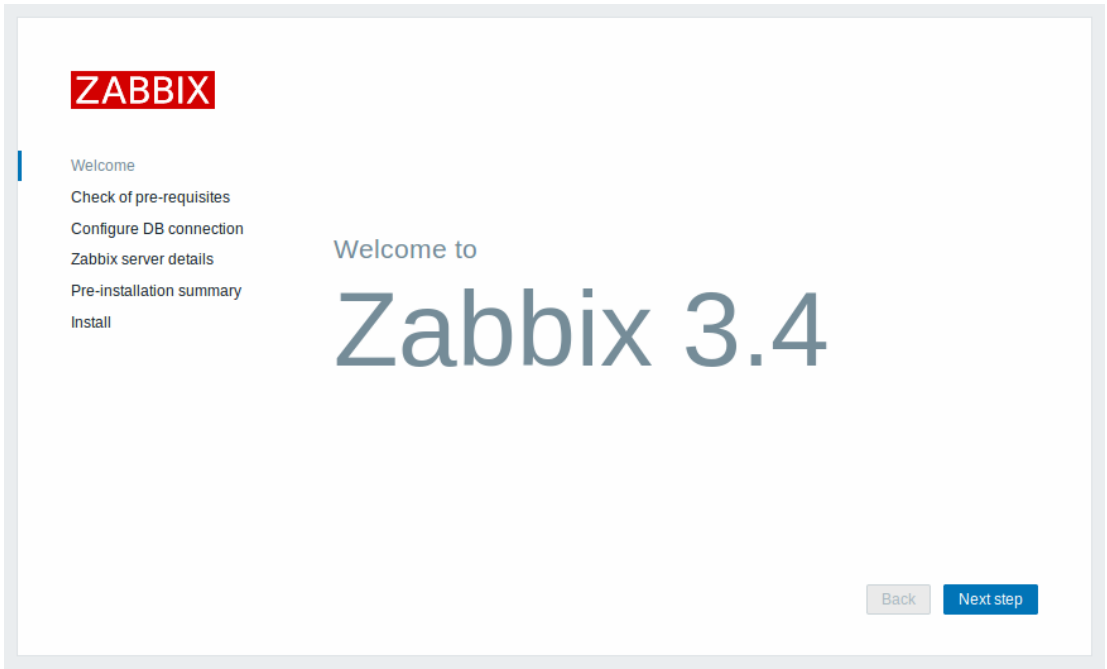 ZABBIX
Welcome
Check of pre-requisites
Configure DB connection
Zabbix server details
Pre-installation summary
Install
Welcome to
Zabbix 3.4
Back
Next step